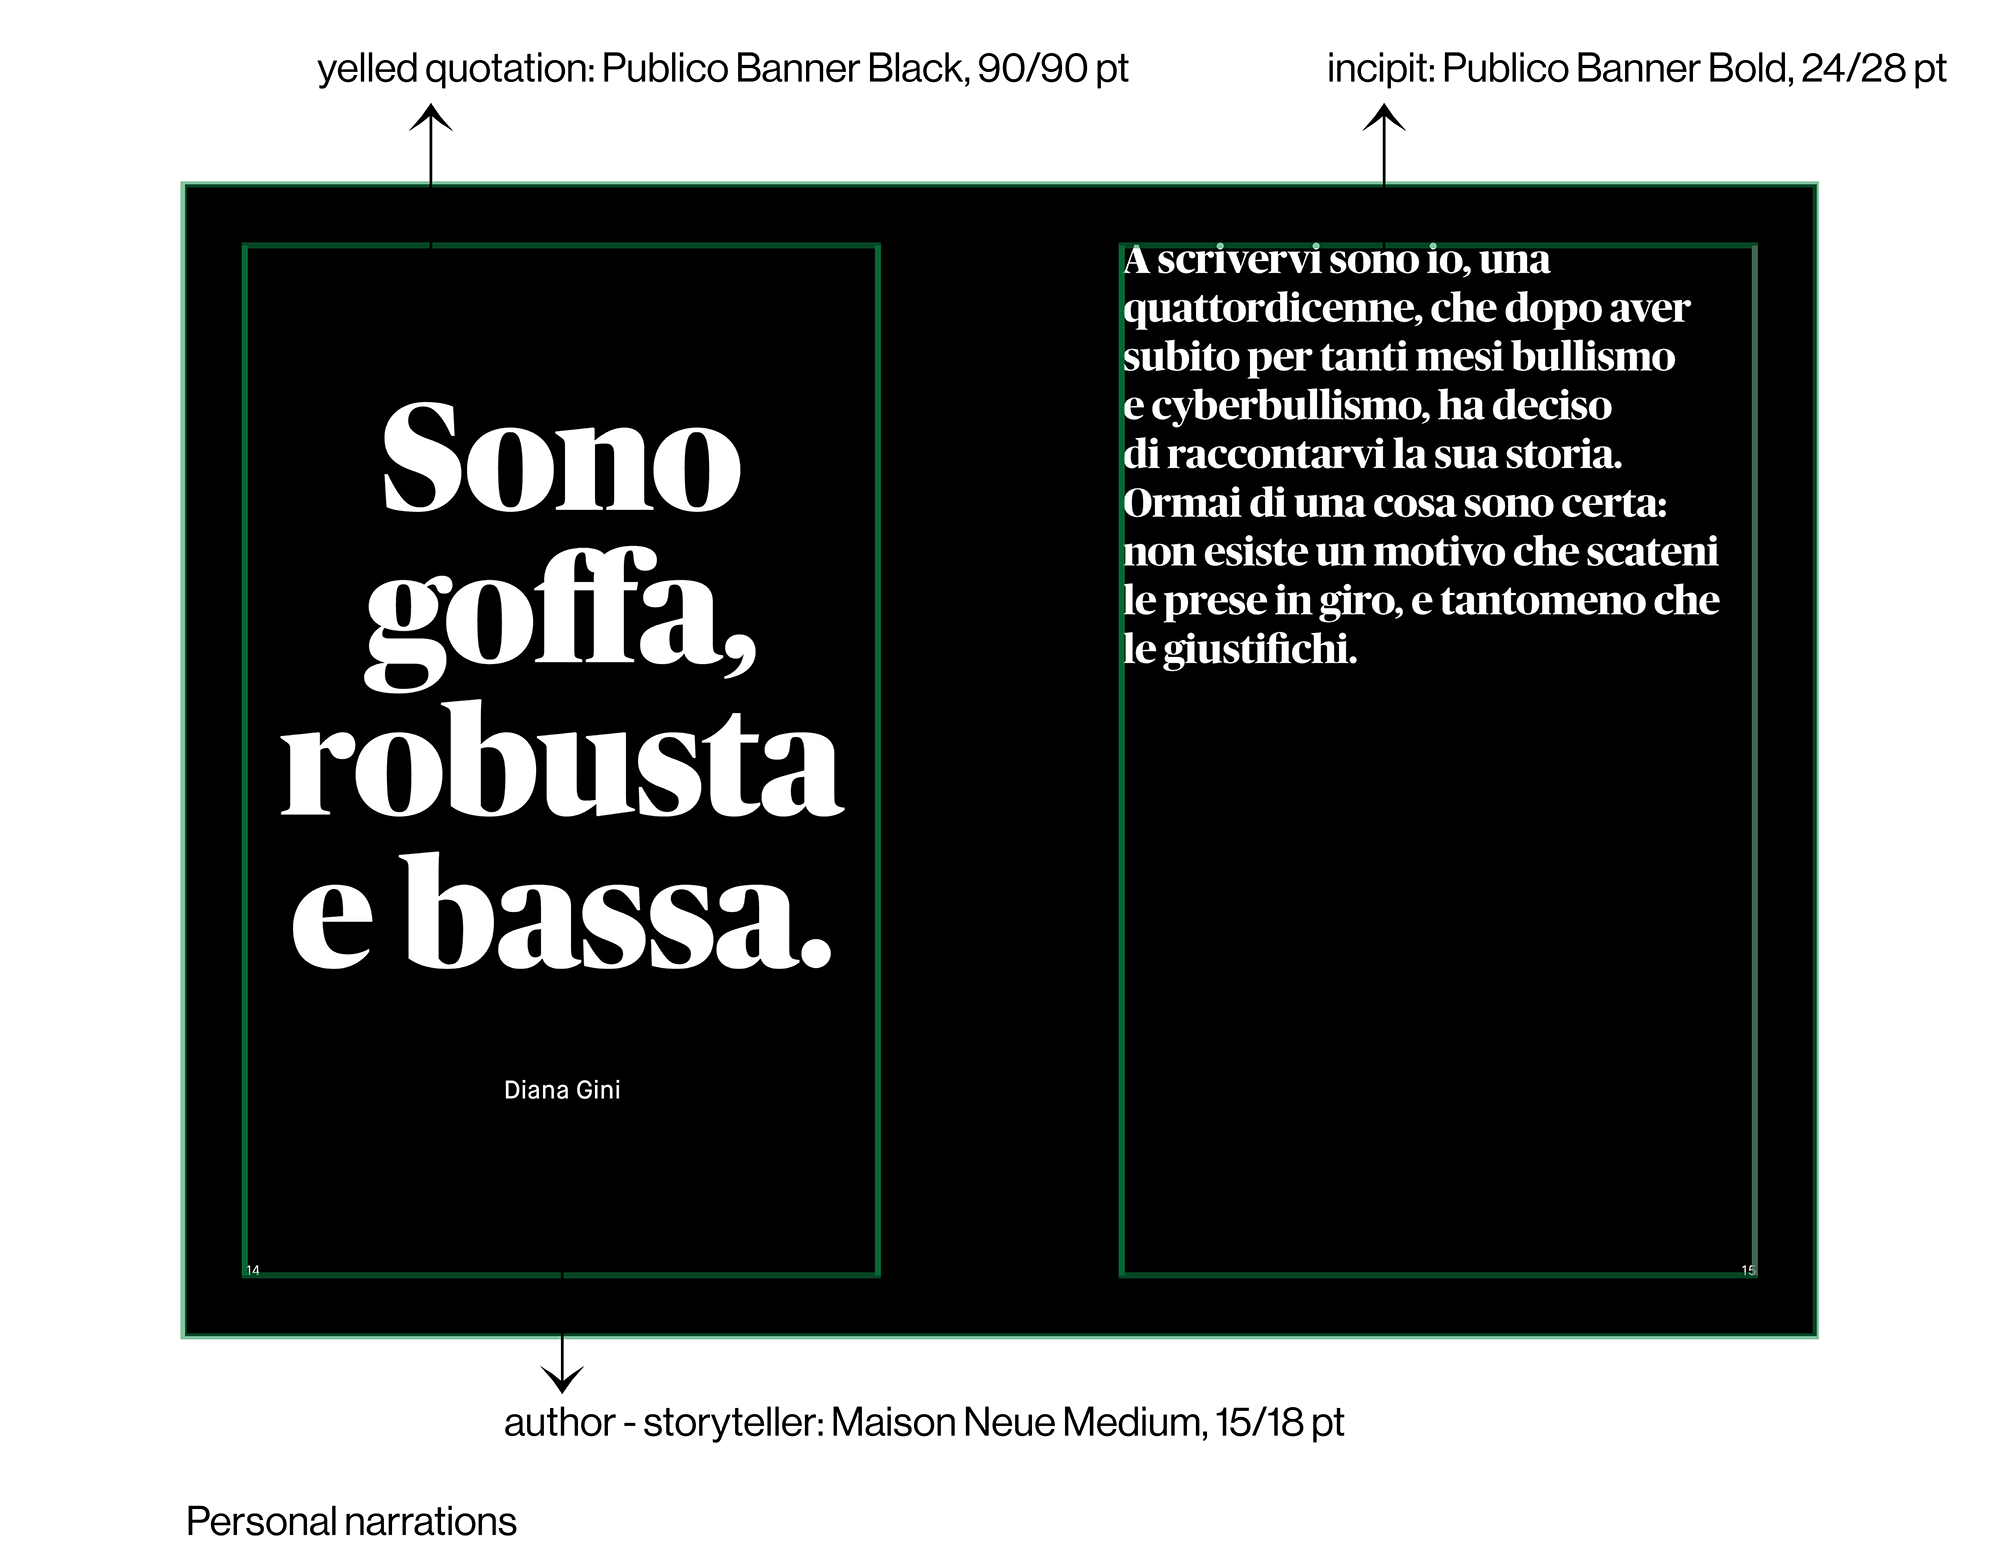 yelled quotation: Publico Banner Black, 90/90 pt
incipit: Publico Banner Bold, 24/28 pt
Sono
goffa,
robusta
e bassa.
Diana Gini
14
A scrivervi sono io, una
quattordicenne, che dopo aver
subito per tanti mesi bullismo
e cyberbullismo, ha deciso
di raccontarvi la sua storia.
Ormai di una cosa sono certa:
non esiste un motivo che scateni
le prese in giro, e tantomeno che
le giustifichi.
15
author - storyteller: Maison Neue Medium, 15/18 pt
Personal narrations